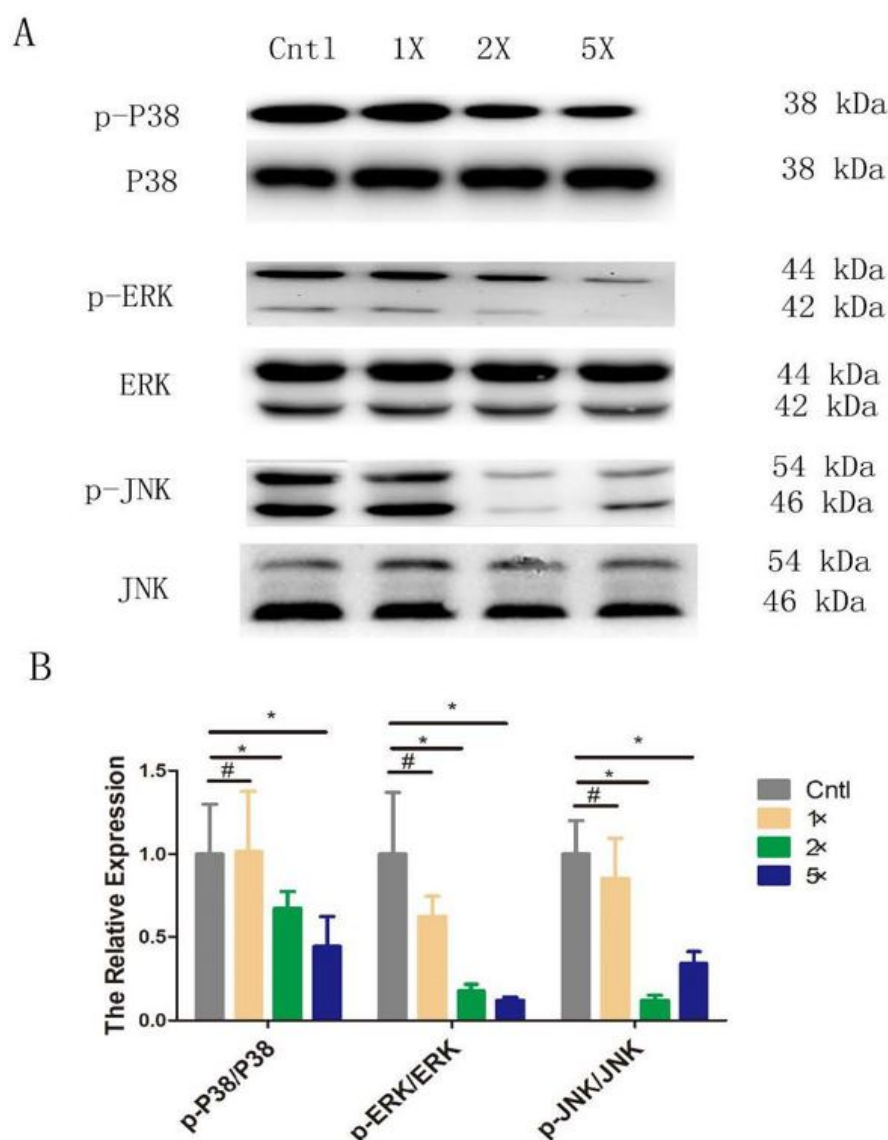 A
Cntl 1X 2X 5X
p-P38 38 kDa
P38 38 kDa
p-ERK 44 kDa
42 kDa
ERK 44 kDa
42 kDa
p-JNK 54 kDa
46 kDa
JNK 54 kDa
46 kDa
B
* * *
* * *
# # #
The Relative Expression
1.5
1.0
0.5
0.0
p-P38/P38 p-ERK/ERK p-JNK/JNK
Cntl
1×
2×
5×